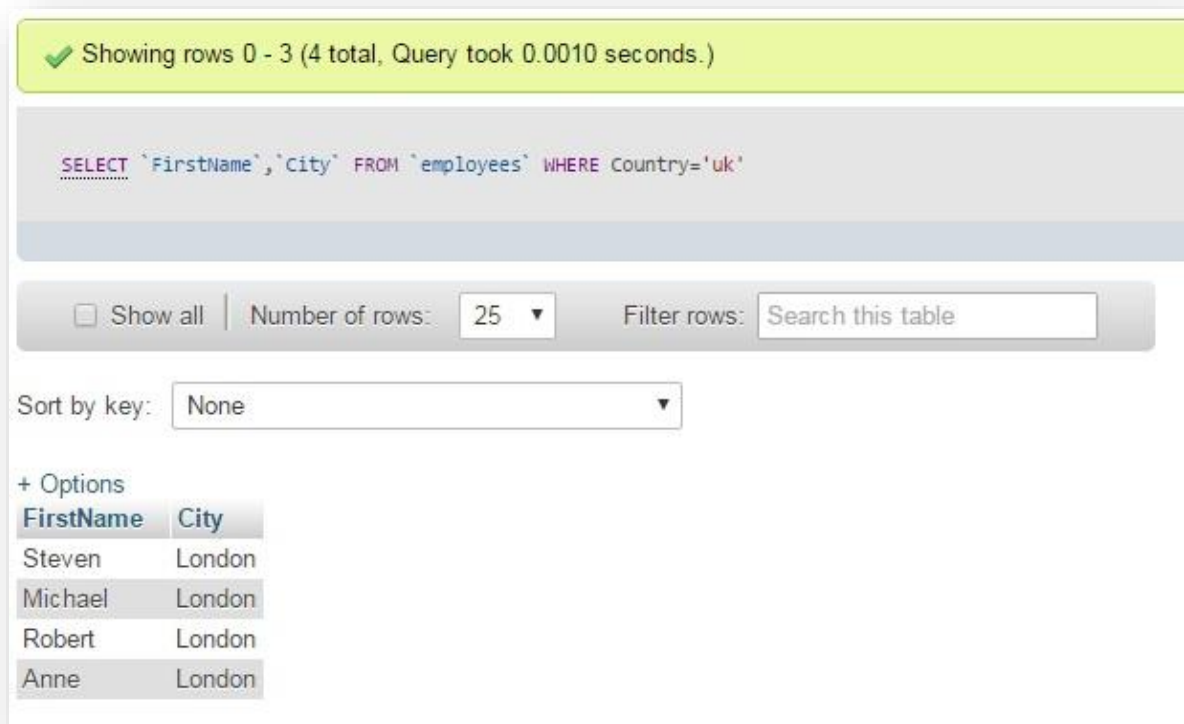 Showing rows 0 - 3 (4 total, Query took 0.0010 seconds.)
SELECT `FirstName`,`City` FROM `employees` WHERE Country='uk'
Show all | Number of rows: 25 Filter rows: Search this table
Sort by key: None
+ Options
FirstName City
Steven London
Michael London
Robert London
Anne London